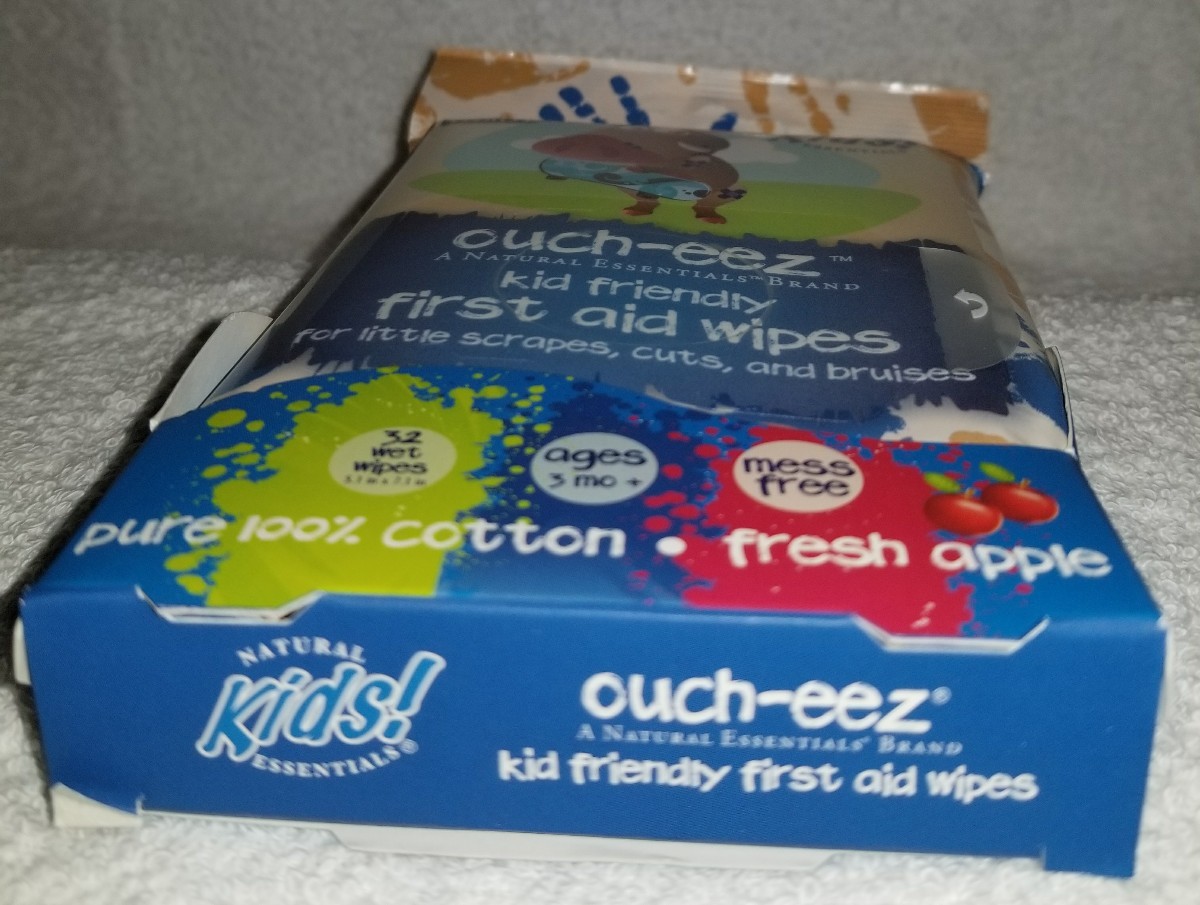 ESSENTIALS
ouch-eez™
A NATURAL ESSENTIALS™ BRAND
kid friendly
first aid wipes
for little scrapes, cuts, and bruises
32
wet
wipes
ages
3 mo +
mess
free
pure 100% cotton • fresh apple
NATURAL
Kids!
ESSENTIALS®
ouch-eez®
A NATURAL ESSENTIALS® BRAND
kid friendly first aid wipes